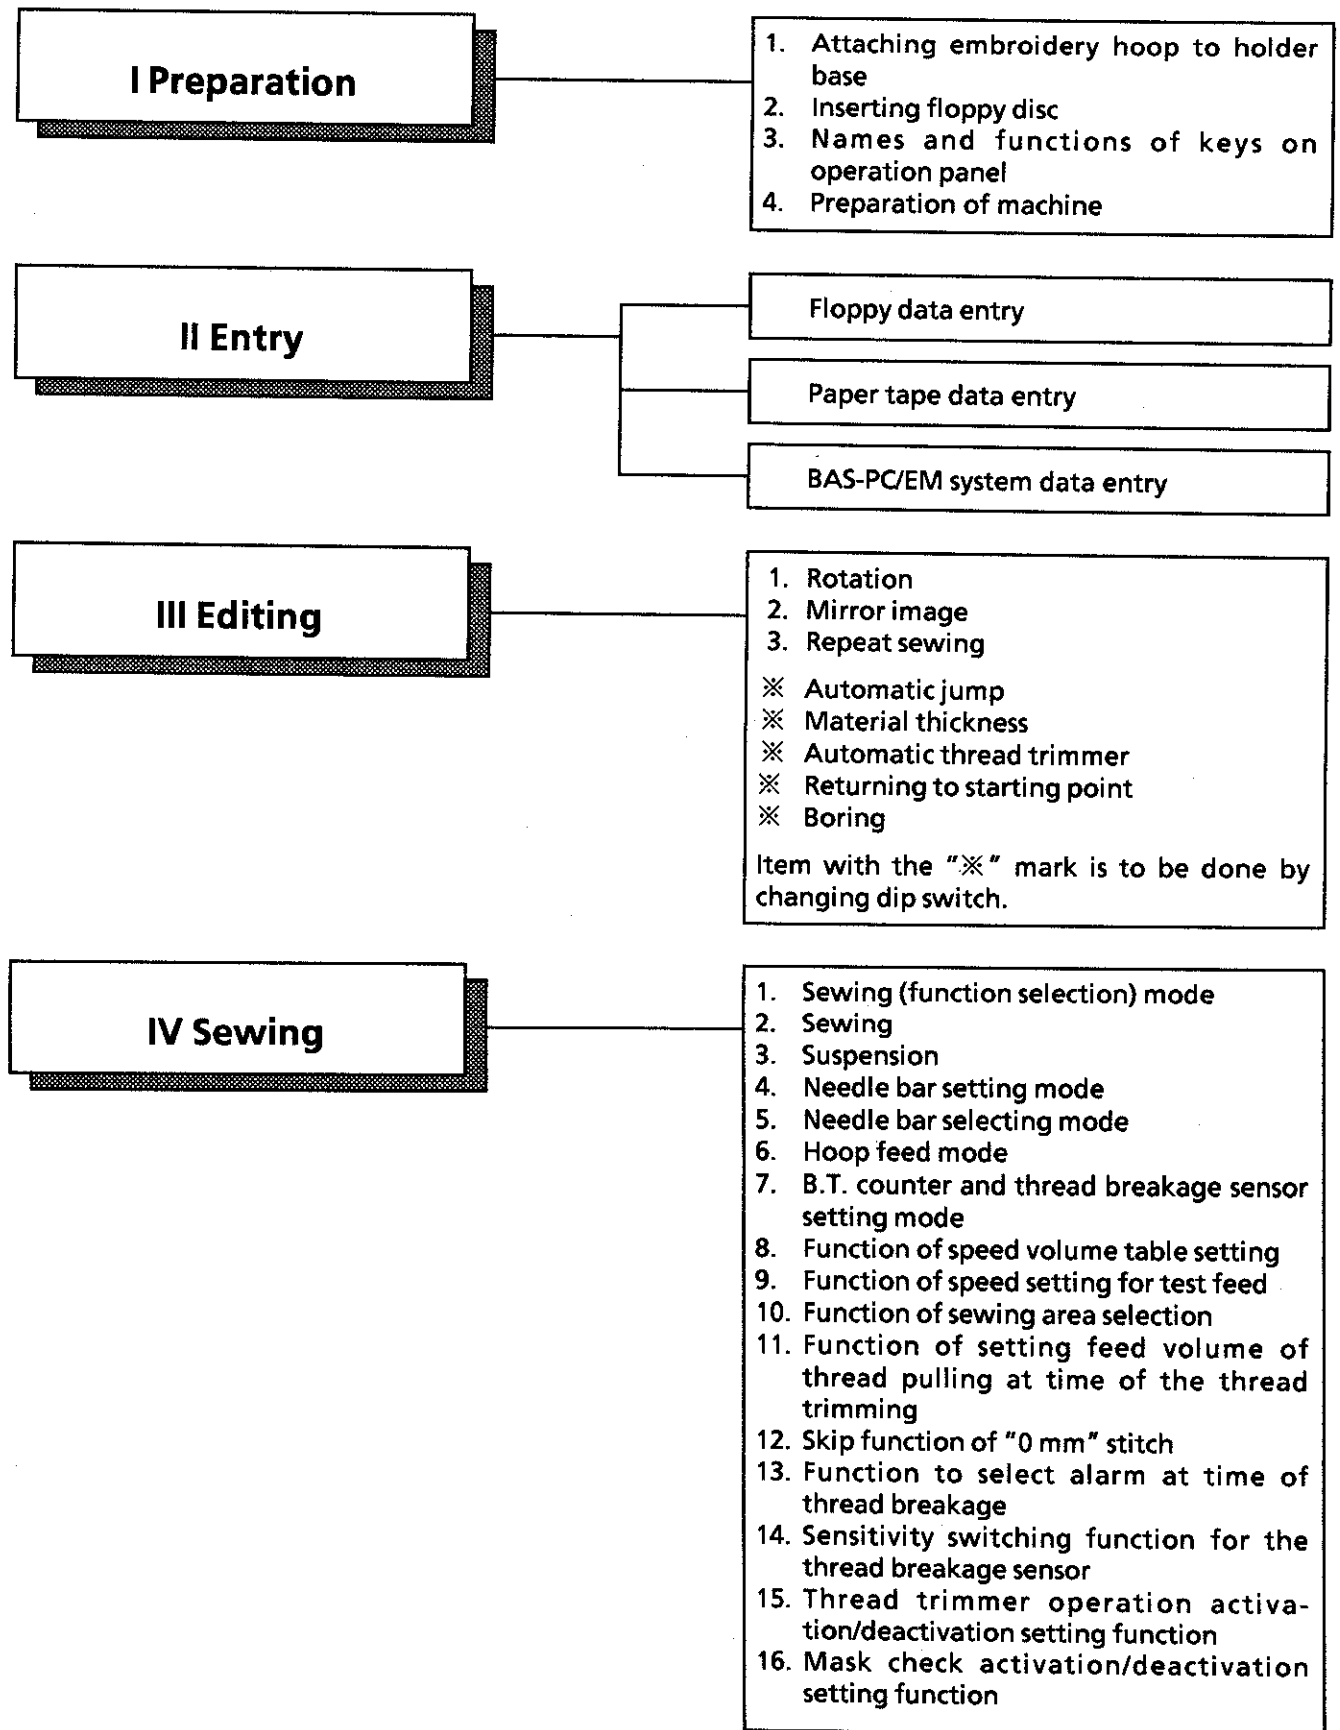 I Preparation
1. Attaching embroidery hoop to holder
base
2. Inserting floppy disc
3. Names and functions of keys on
operation panel
4. Preparation of machine
II Entry
Floppy data entry
Paper tape data entry
BAS-PC/EM system data entry
III Editing
1. Rotation
2. Mirror image
3. Repeat sewing
※ Automatic jump
※ Material thickness
※ Automatic thread trimmer
※ Returning to starting point
※ Boring
Item with the "※" mark is to be done by
changing dip switch.
IV Sewing
1. Sewing (function selection) mode
2. Sewing
3. Suspension
4. Needle bar setting mode
5. Needle bar selecting mode
6. Hoop feed mode
7. B.T. counter and thread breakage sensor
setting mode
8. Function of speed volume table setting
9. Function of speed setting for test feed
10. Function of sewing area selection
11. Function of setting feed volume of
thread pulling at time of the thread
trimming
12. Skip function of "0 mm" stitch
13. Function to select alarm at time of
thread breakage
14. Sensitivity switching function for the
thread breakage sensor
15. Thread trimmer operation activa-
tion/deactivation setting function
16. Mask check activation/deactivation
setting function